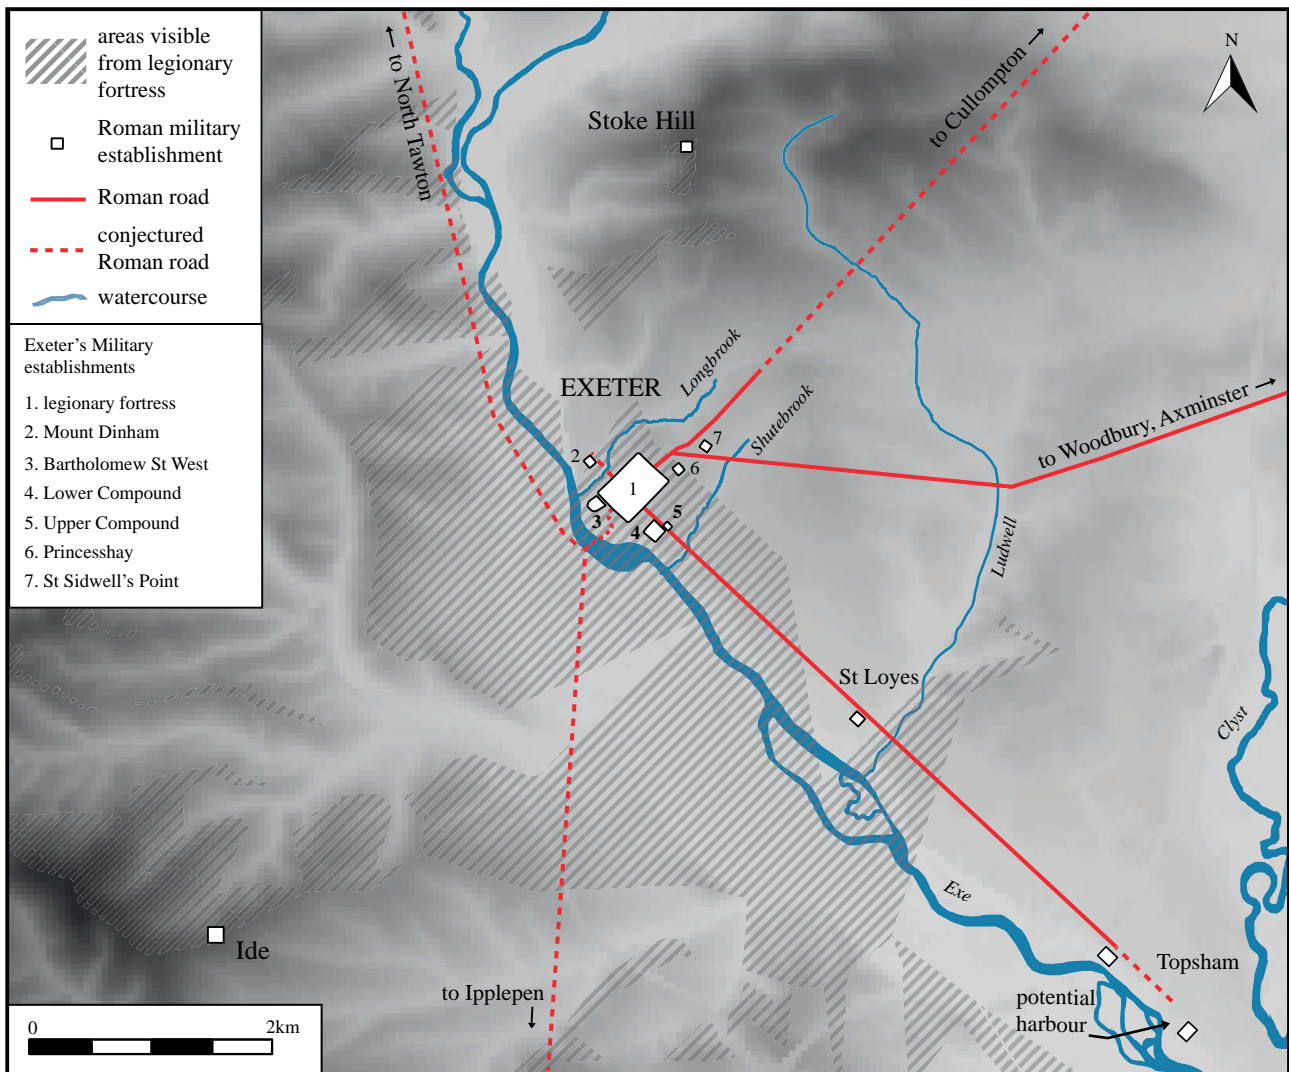 areas visible
from legionary
fortress
Roman military
establishment
Roman road
conjectured
Roman road
watercourse
Exeter's Military
establishments
1. legionary fortress
2. Mount Dinham
3. Bartholomew St West
4. Lower Compound
5. Upper Compound
6. Princesshay
7. St Sidwell's Point
→ to North Tawton
Stoke Hill
to Cullompton →
N
EXETER
Longbrook
Shutebrook
to Woodbury, Axminster →
1
2
3
4
5
6
7
Ludwell
St Loyes
Clyst
Exe
Ide
to Ipplepen
Topsham
potential
harbour
0 2km